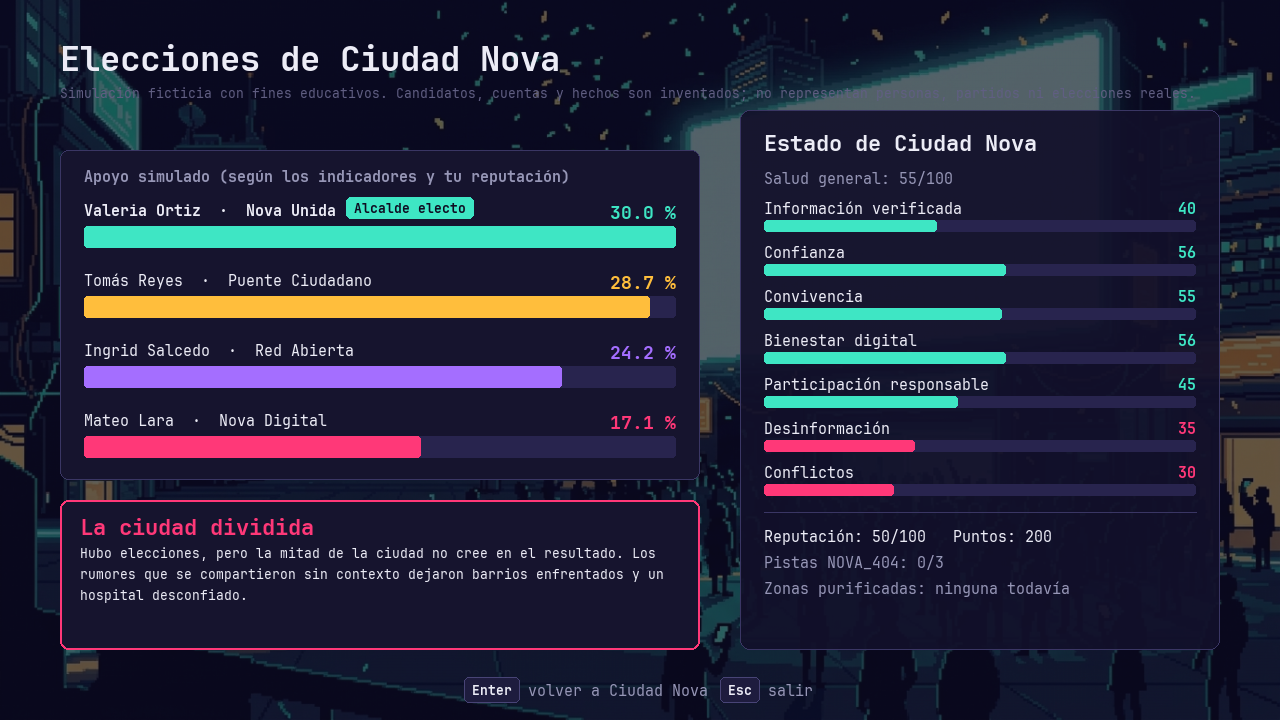 Elecciones de Ciudad Nova
Simulación ficticia con fines educativos. Candidatos, cuentas y hechos son inventados: no representan personas, partidos ni elecciones reales.
Apoyo simulado (según los indicadores y tu reputación)
Valeria Ortiz · Nova Unida Alcalde electo 30.0 %
Tomás Reyes · Puente Ciudadano 28.7 %
Ingrid Salcedo · Red Abierta 24.2 %
Mateo Lara · Nova Digital 17.1 %
La ciudad dividida
Hubo elecciones, pero la mitad de la ciudad no cree en el resultado. Los
rumores que se compartieron sin contexto dejaron barrios enfrentados y un
hospital desconfiado.
Estado de Ciudad Nova
Salud general: 55/100
Información verificada 40
Confianza 56
Convivencia 55
Bienestar digital 56
Participación responsable 45
Desinformación 35
Conflictos 30
Reputación: 50/100 Puntos: 200
Pistas NOVA_404: 0/3
Zonas purificadas: ninguna todavía
Enter volver a Ciudad Nova Esc salir